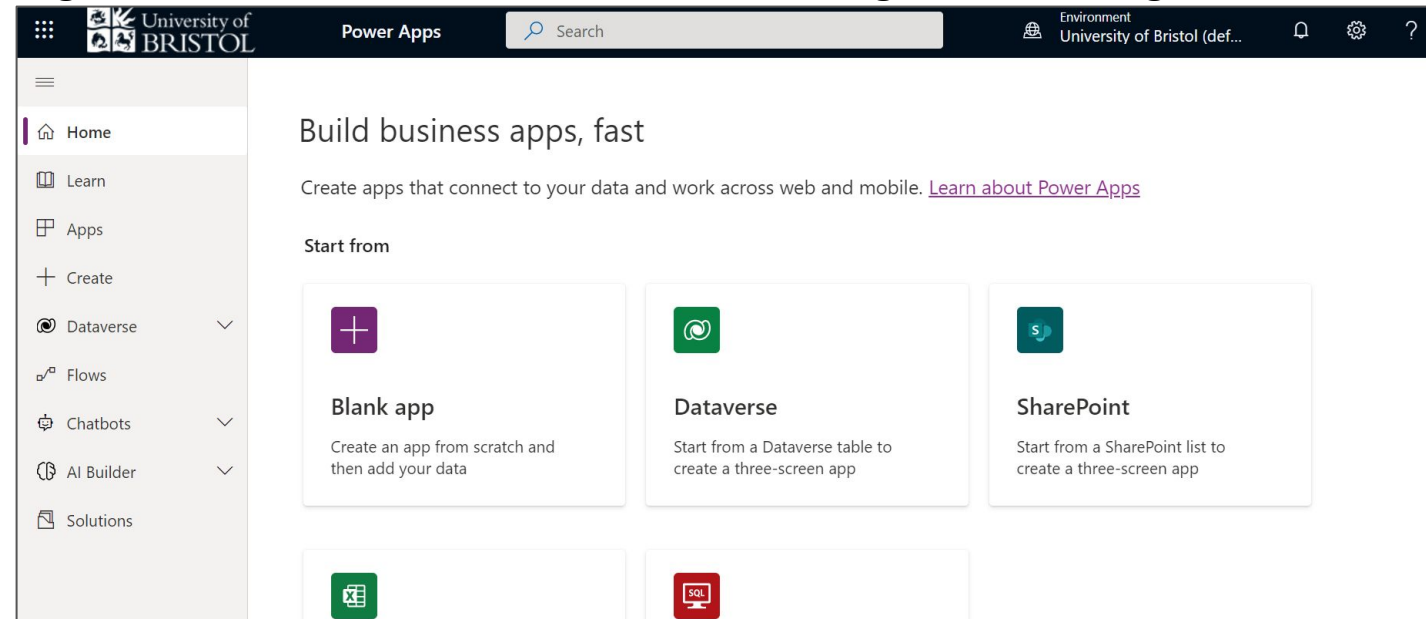 University of
BRISTOL
Power Apps
Search
Environment
University of Bristol (def...
?
Home
Learn
Apps
Create
Dataverse
Flows
Chatbots
AI Builder
Solutions
Build business apps, fast
Create apps that connect to your data and work across web and mobile. Learn about Power Apps
Start from
Blank app
Create an app from scratch and
then add your data
Dataverse
Start from a Dataverse table to
create a three-screen app
S
SharePoint
Start from a SharePoint list to
create a three-screen app
X
SQL